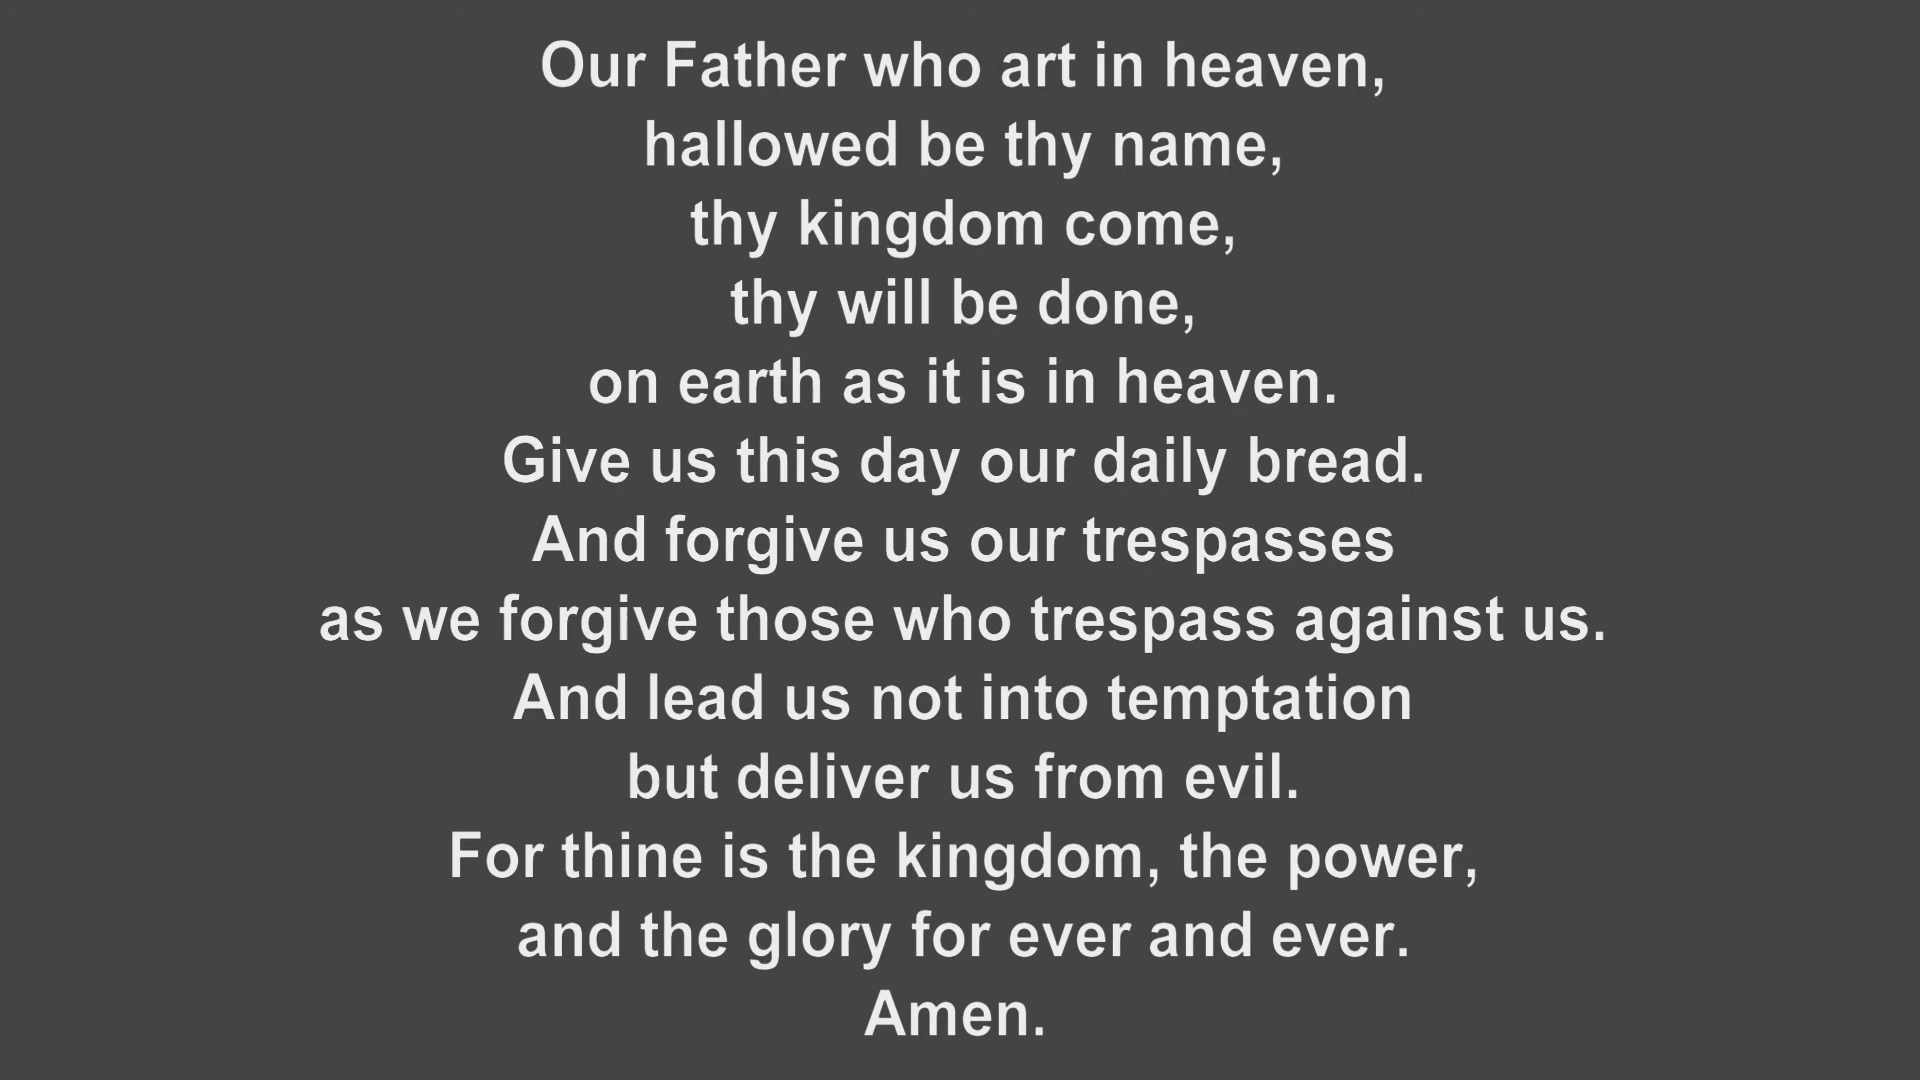 Our Father who art in heaven,
hallowed be thy name,
thy kingdom come,
thy will be done,
on earth as it is in heaven.
Give us this day our daily bread.
And forgive us our trespasses
as we forgive those who trespass against us.
And lead us not into temptation
but deliver us from evil.
For thine is the kingdom, the power,
and the glory for ever and ever.
Amen.